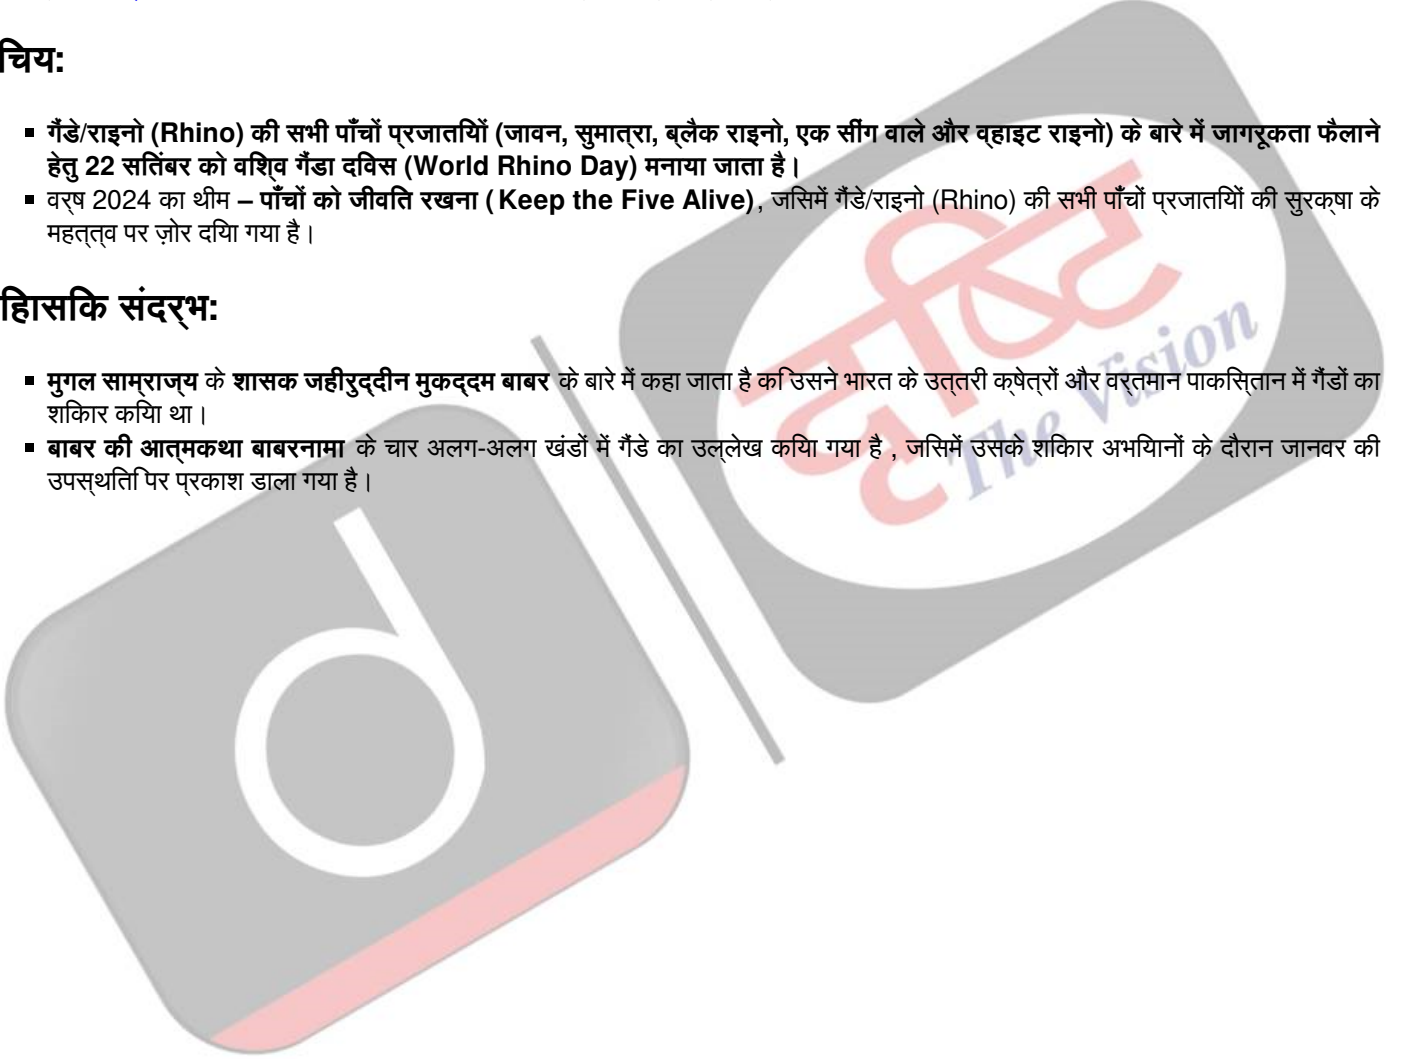 चिय:
गैंडे/राइनो (Rhino) की सभी पाँचों प्रजातियों (जावन, सुमात्रा, ब्लैक राइनो, एक सींग वाले और व्हाइट राइनो) के बारे में जागरूकता फैलाने
हेतु 22 सितंबर को विश्व गैंडा दिवस (World Rhino Day) मनाया जाता है।
वर्ष 2024 का थीम – पाँचों को जीवित रखना (Keep the Five Alive), जिसमें गैंडे/राइनो (Rhino) की सभी पाँचों प्रजातियों की सुरक्षा के
महत्तत्व पर ज़ोर दिया गया है।
हासिक संदर्भ:
मुगल साम्राज्य के शासक जहीरुद्दीन मुकद्दम बाबर के बारे में कहा जाता है कि उसने भारत के उत्तरी क्षेत्रों और वर्तमान पाकिस्तान में गैंडों का
शिकार किया था।
बाबर की आत्मकथा बाबरनामा के चार अलग-अलग खंडों में गैंडे का उल्लेख किया गया है , जिसमें उसके शिकार अभियानों के दौरान जानवर की
उपस्थिति पर प्रकाश डाला गया है।
दृष्टि
The Vision